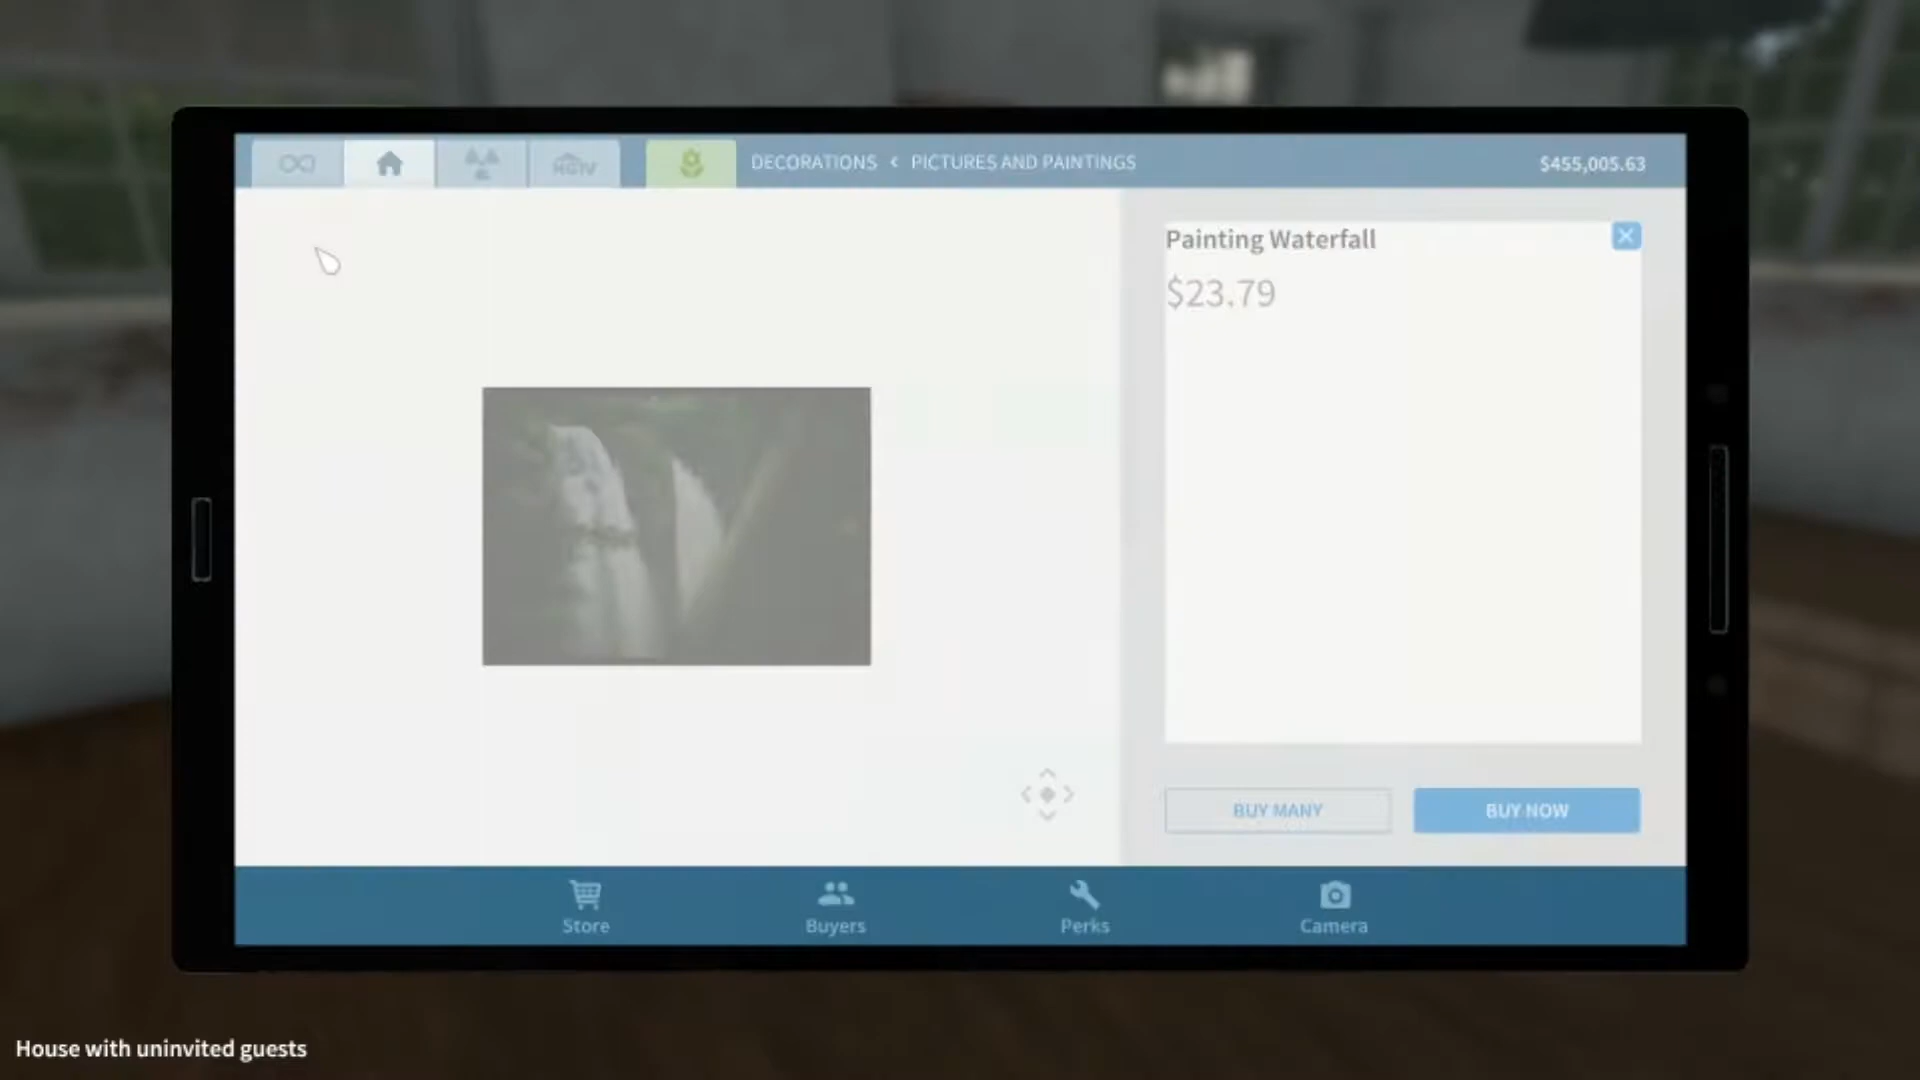 HGTV
DECORATIONS < PICTURES AND PAINTINGS
$455,005.63
Painting Waterfall
$23.79
BUY MANY
BUY NOW
Store
Buyers
Perks
Camera
House with uninvited guests